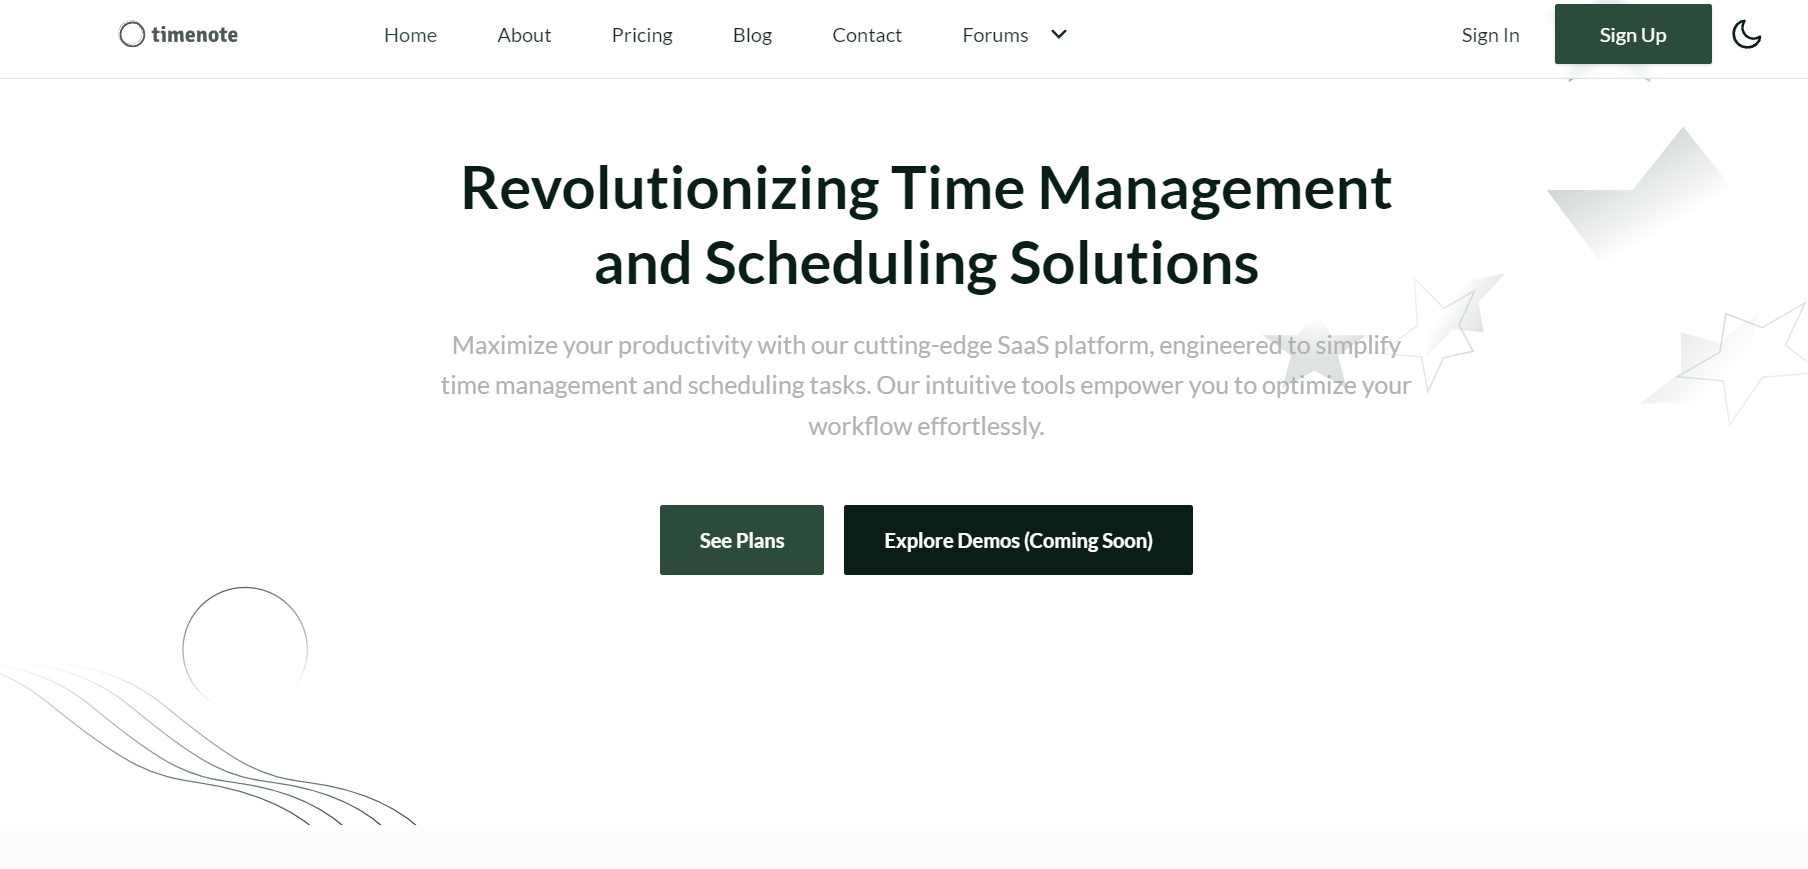 timenote
Home
About
Pricing
Blog
Contact
Forums
Sign In
Sign Up
Revolutionizing Time Management
and Scheduling Solutions
Maximize your productivity with our cutting-edge SaaS platform, engineered to simplify
time management and scheduling tasks. Our intuitive tools empower you to optimize your
workflow effortlessly.
See Plans
Explore Demos (Coming Soon)